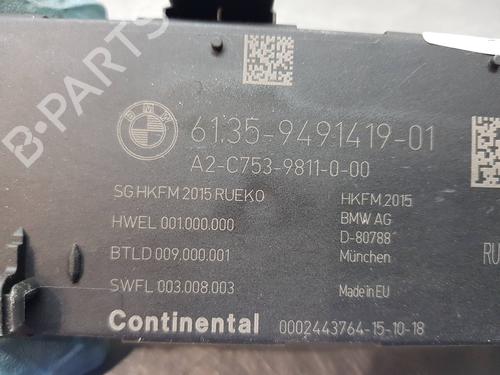 B-PARTS
BMW
6135-9491419-01
A2-C753-9811-0-00
SG HKFM 2015 RUEKO
HWEL 001.000.000
BTLD 009.000.001
SWFL 003.008.003
HKFM 2015
BMW AG
D-80788
München
Made in EU
RU
Continental 0002443764-15-10-18